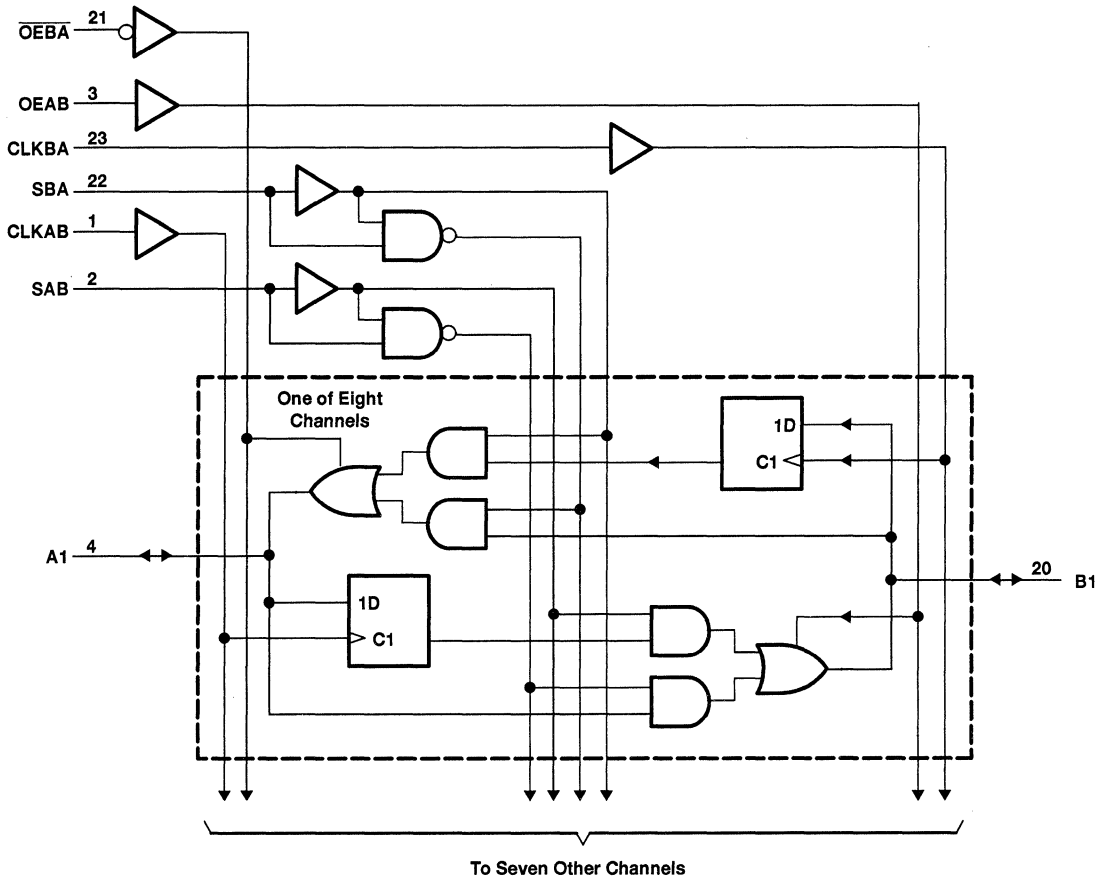 OEBA 21
OEAB 3
CLKBA 23
SBA 22
CLKAB 1
SAB 2
One of Eight
Channels
1D
C1
A1 4
20 B1
1D
C1
To Seven Other Channels